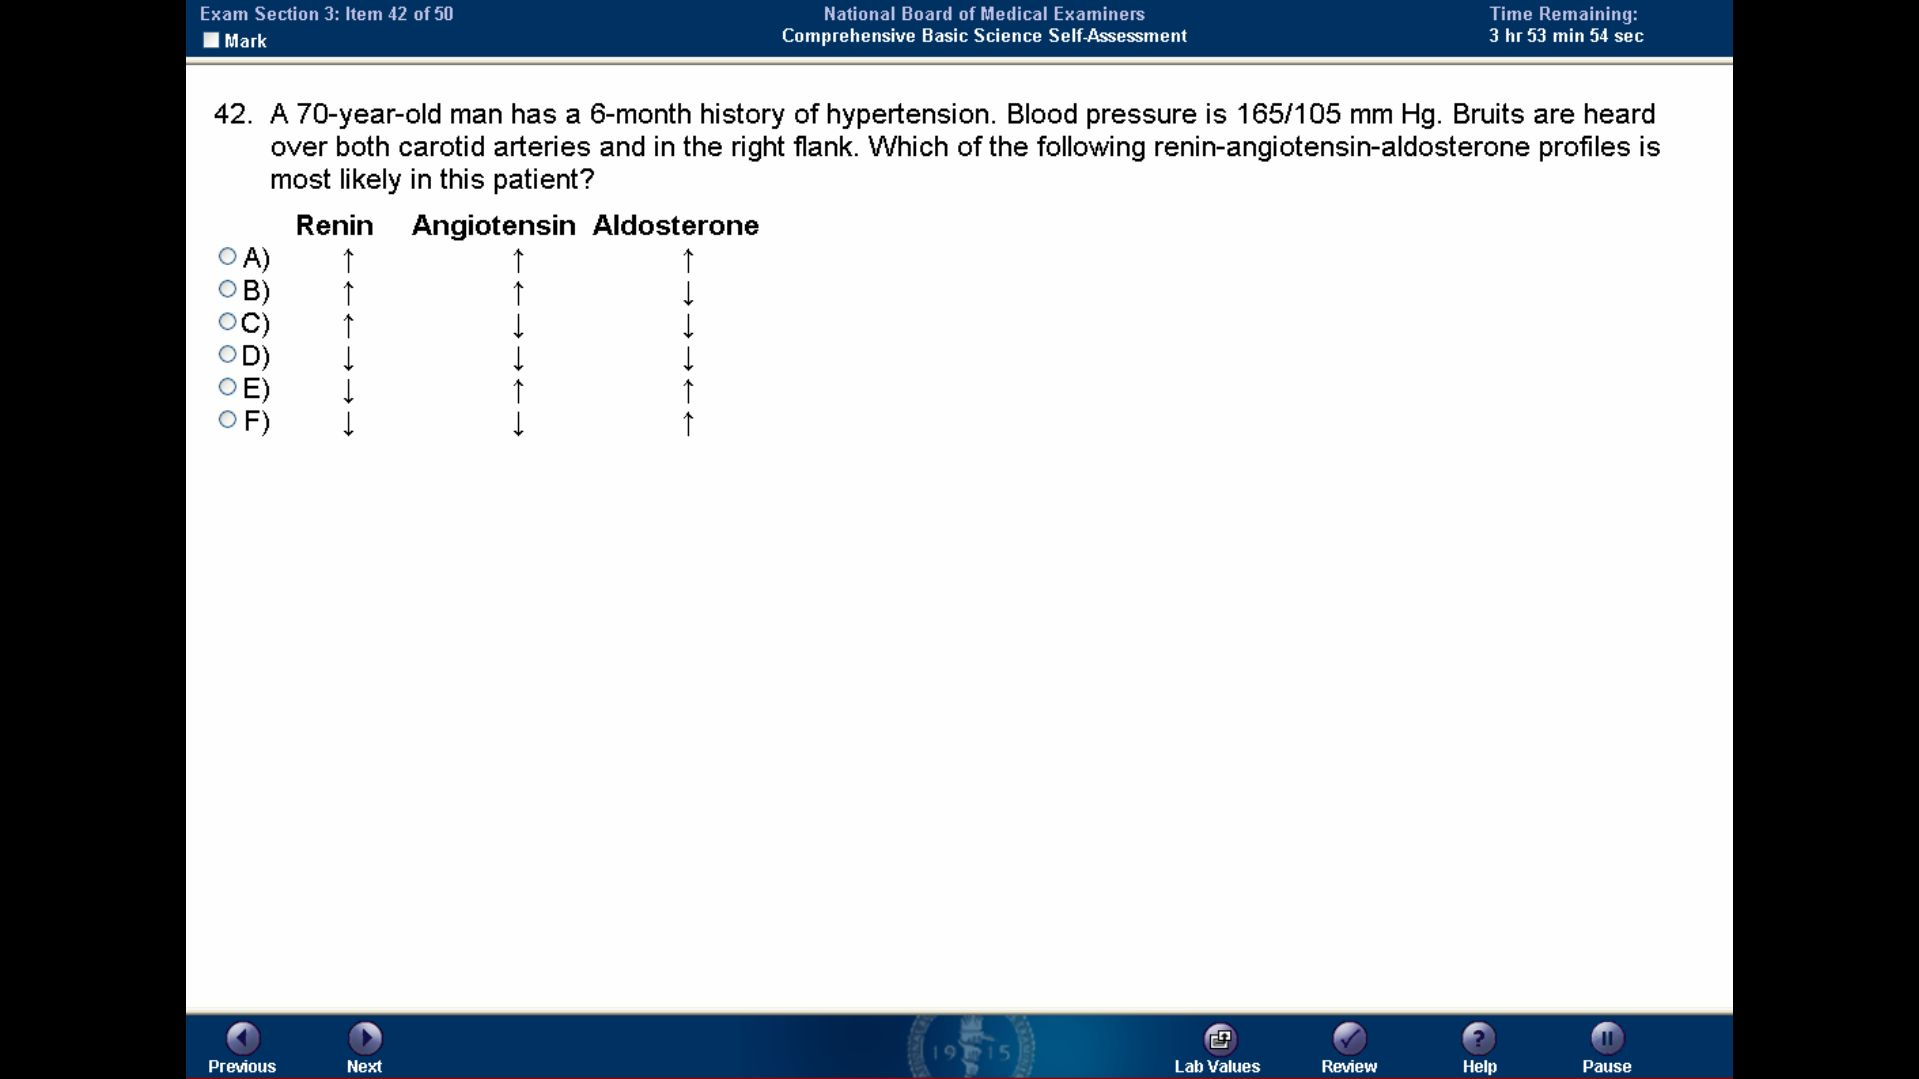 Exam Section 3: Item 42 of 50
National Board of Medical Examiners
Time Remaining:
Mark
Comprehensive Basic Science Self-Assessment
3 hr 53 min 54 sec
42. A 70-year-old man has a 6-month history of hypertension. Blood pressure is 165/105 mm Hg. Bruits are heard
over both carotid arteries and in the right flank. Which of the following renin-angiotensin-aldosterone profiles is
most likely in this patient?
Renin Angiotensin Aldosterone
A) ↑ ↑ ↑
B) ↑ ↑ ↓
C) ↑ ↓ ↓
D) ↓ ↓ ↓
E) ↓ ↑ ↑
F) ↓ ↓ ↑
1915
Previous Next Lab Values Review Help Pause